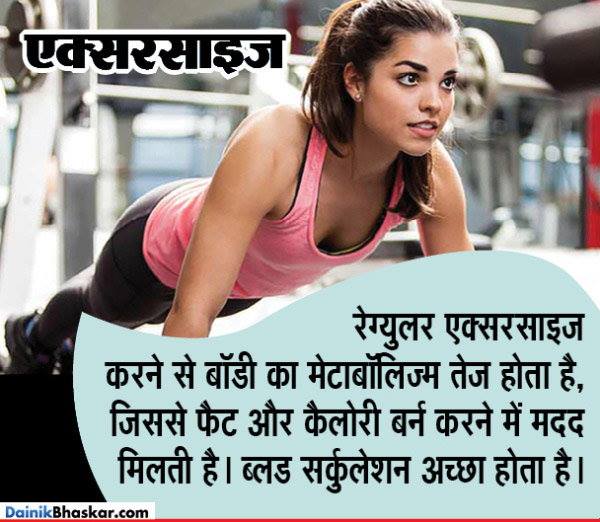 एक्सरसाइज
रेग्युलर एक्सरसाइज
करने से बॉडी का मेटाबॉलिज्म तेज होता है,
जिससे फैट और कैलोरी बर्न करने में मदद
मिलती है। ब्लड सर्कुलेशन अच्छा होता है।
DainikBhaskar.com